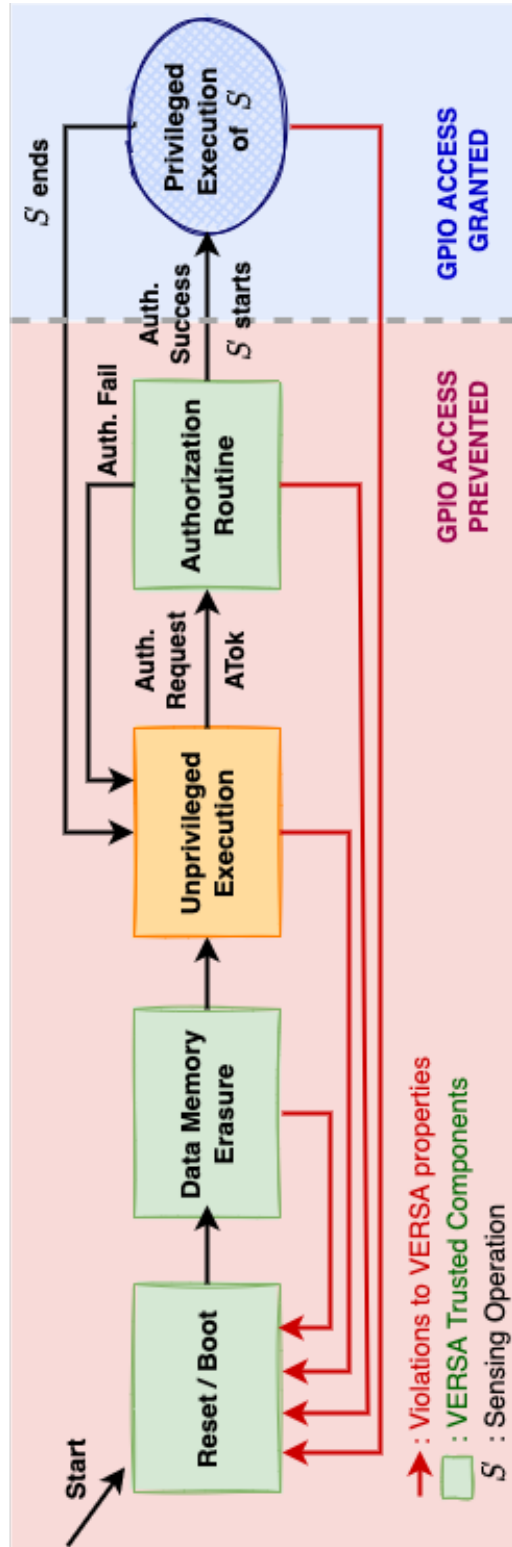 Start
Reset / Boot
Data Memory
Erasure
Unprivileged
Execution
Auth.
Request
ATok
Authorization
Routine
Auth. Fail
Auth.
Success
S starts
S ends
Privileged
Execution
of S
GPIO ACCESS
PREVENTED
GPIO ACCESS
GRANTED
: Violations to VERSA properties
: VERSA Trusted Components
S : Sensing Operation